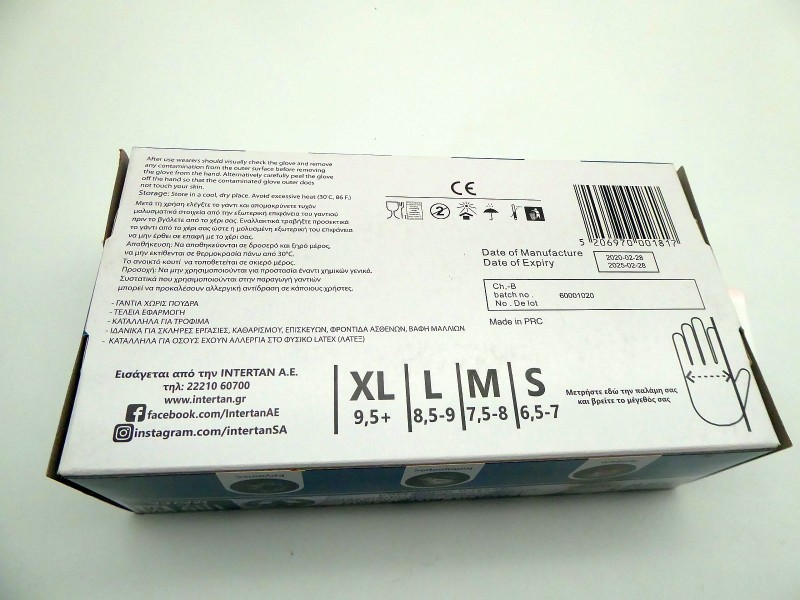 After use wearers should visually check the glove and remove
any contamination from the outer surface before removing
the glove from the hand. Alternatively carefully peel the glove
off the hand so that the contaminated glove outer does
not touch your skin.
Storage: Store in a cool, dry place. Avoid excessive heat (30°C, 86 F.)
Μετά τη χρήση ελέγξτε το γάντι και απομακρύνετε τυχόν
μολυσματικά στοιχεία από την εξωτερική επιφάνεια του γαντιού
πριν το βγάλετε από το χέρι σας. Εναλλακτικά τραβήξτε προσεκτικά
το γάντι από το χέρι σας ώστε η μολυσμένη εξωτερική του επιφάνεια
να μην έρθει σε επαφή με το χέρι σας.
Αποθήκευση: Να αποθηκεύονται σε δροσερό και ξηρό μέρος,
να μην εκτίθενται σε θερμοκρασία πάνω από 30°C.
Το ανοικτό κουτί να τοποθετείται σε σκιερό μέρος.
Προσοχή: Να μην χρησιμοποιούνται για προστασία έναντι χημικών γενικά.
Συστατικά που χρησιμοποιούνται στην παραγωγή γαντιών
μπορεί να προκαλέσουν αλλεργική αντίδραση σε κάποιους χρήστες.
- ΓΑΝΤΙΑ ΧΩΡΙΣ ΠΟΥΔΡΑ
- ΤΕΛΕΙΑ ΕΦΑΡΜΟΓΗ
- ΚΑΤΑΛΛΗΛΑ ΓΙΑ ΤΡΟΦΙΜΑ
- ΙΔΑΝΙΚΑ ΓΙΑ ΣΚΛΗΡΕΣ ΕΡΓΑΣΙΕΣ, ΚΑΘΑΡΙΣΜΟΥ, ΕΠΙΣΚΕΥΩΝ, ΦΡΟΝΤΙΔΑ ΑΣΘΕΝΩΝ, ΒΑΦΗ ΜΑΛΛΙΩΝ
- ΚΑΤΑΛΛΗΛΑ ΓΙΑ ΟΣΟΥΣ ΕΧΟΥΝ ΑΛΛΕΡΓΙΑ ΣΤΟ ΦΥΣΙΚΟ LATEX (ΛΑΤΕΞ)
CE
2
5 206970 001817
Date of Manufacture 2020-02-28
Date of Expiry 2025-02-28
Ch.-B
batch no . 60001020
No . De lot
Made in PRC
Εισάγεται από την INTERTAN A.E.
τηλ: 22210 60700
www.intertan.gr
facebook.com/IntertanAE
instagram.com/intertanSA
XL L M S
9,5+ 8,5-9 7,5-8 6,5-7
Μετρήστε εδώ την παλάμη σας
και βρείτε το μέγεθός σας